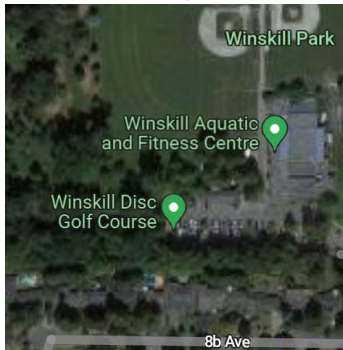 Winskill Park
Winskill Aquatic
and Fitness Centre
Winskill Disc
Golf Course
8b Ave